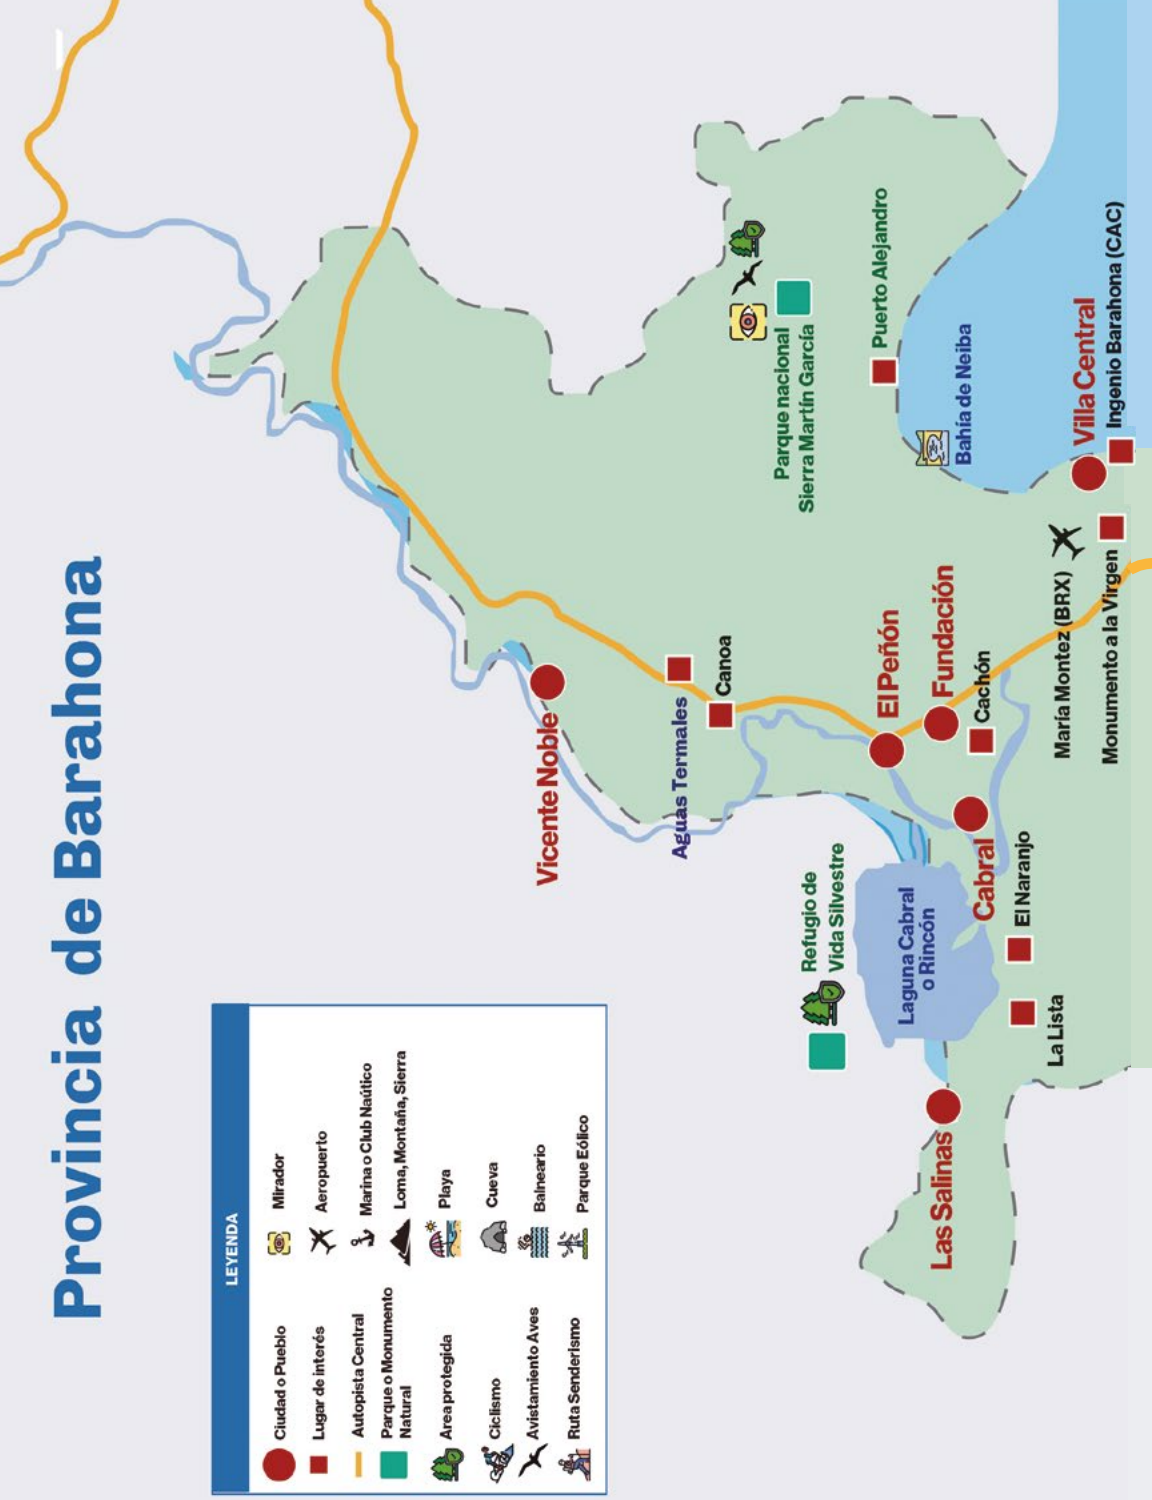 Provincia de Barahona
LEYENDA
Ciudad o Pueblo
Lugar de interés
Autopista Central
Parque o Monumento
Natural
Area protegida
Ciclismo
Avistamiento Aves
Ruta Senderismo
Mirador
Aeropuerto
Marina o Club Naútico
Loma, Montaña, Sierra
Playa
Cueva
Balneario
Parque Eólico
Vicente Noble
Aguas Termales
Canoa
Parque nacional
Sierra Martín García
Puerto Alejandro
Refugio de
Vida Silvestre
El Peñón
Laguna Cabral
o Rincón
Fundación
Bahía de Neiba
Las Salinas
Cabral
Cachón
El Naranjo
La Lista
María Montez (BRX)
Villa Central
Monumento a la Virgen
Ingenio Barahona (CAC)